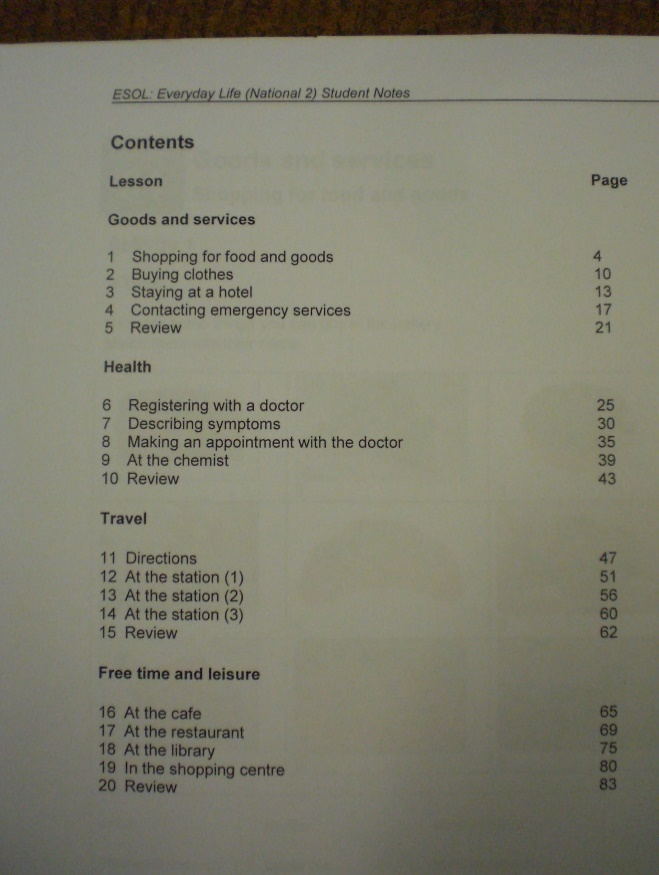 ESOL: Everyday Life (National 2) Student Notes
Contents
Lesson Page
Goods and services
1 Shopping for food and goods 4
2 Buying clothes 10
3 Staying at a hotel 13
4 Contacting emergency services 17
5 Review 21
Health
6 Registering with a doctor 25
7 Describing symptoms 30
8 Making an appointment with the doctor 35
9 At the chemist 39
10 Review 43
Travel
11 Directions 47
12 At the station (1) 51
13 At the station (2) 56
14 At the station (3) 60
15 Review 62
Free time and leisure
16 At the cafe 65
17 At the restaurant 69
18 At the library 75
19 In the shopping centre 80
20 Review 83